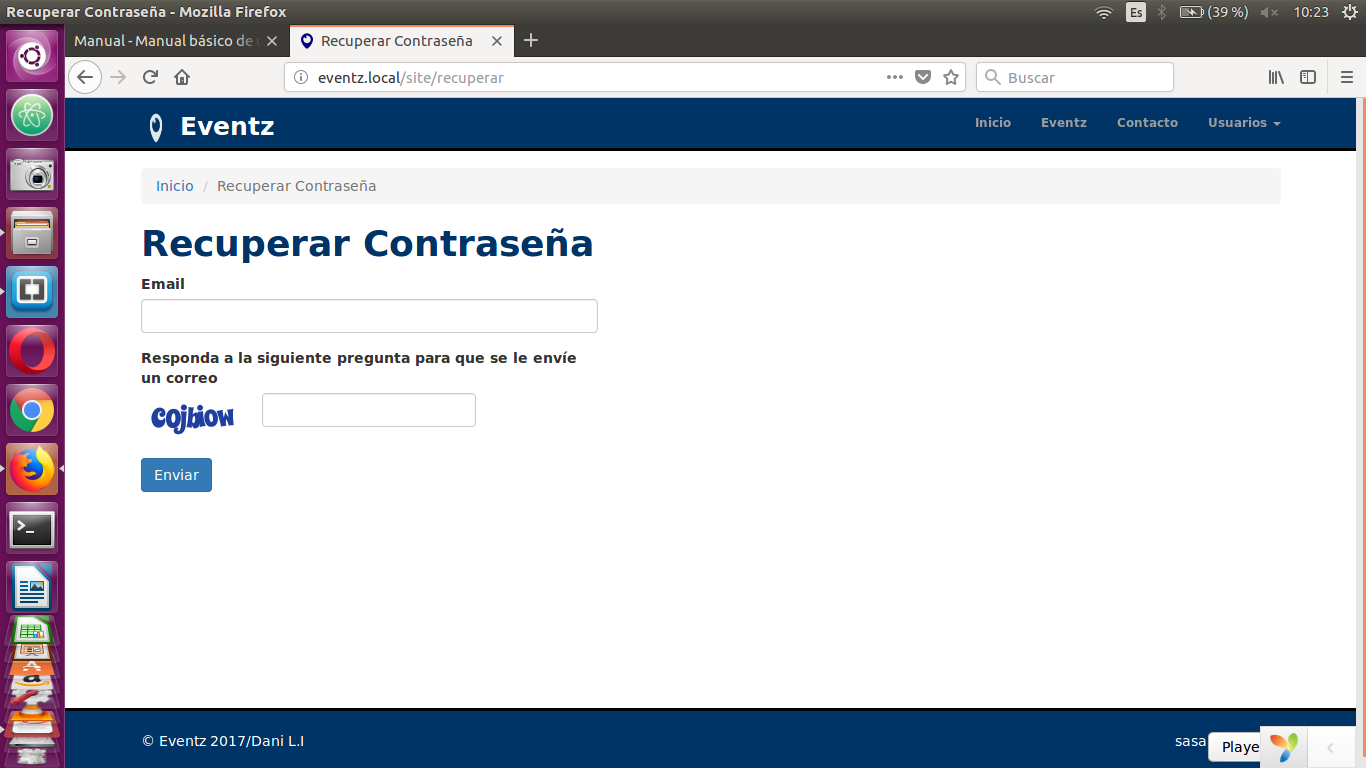 Recuperar Contraseña - Mozilla Firefox
Es
(39 %)
10:23
Manual - Manual básico de
Recuperar Contraseña
eventz.local/site/recuperar
Buscar
Eventz
Inicio
Eventz
Contacto
Usuarios
Inicio / Recuperar Contraseña
Recuperar Contraseña
Email
Responda a la siguiente pregunta para que se le envíe
un correo
cojbiow
Enviar
© Eventz 2017/Dani L.I
sasa
Playe